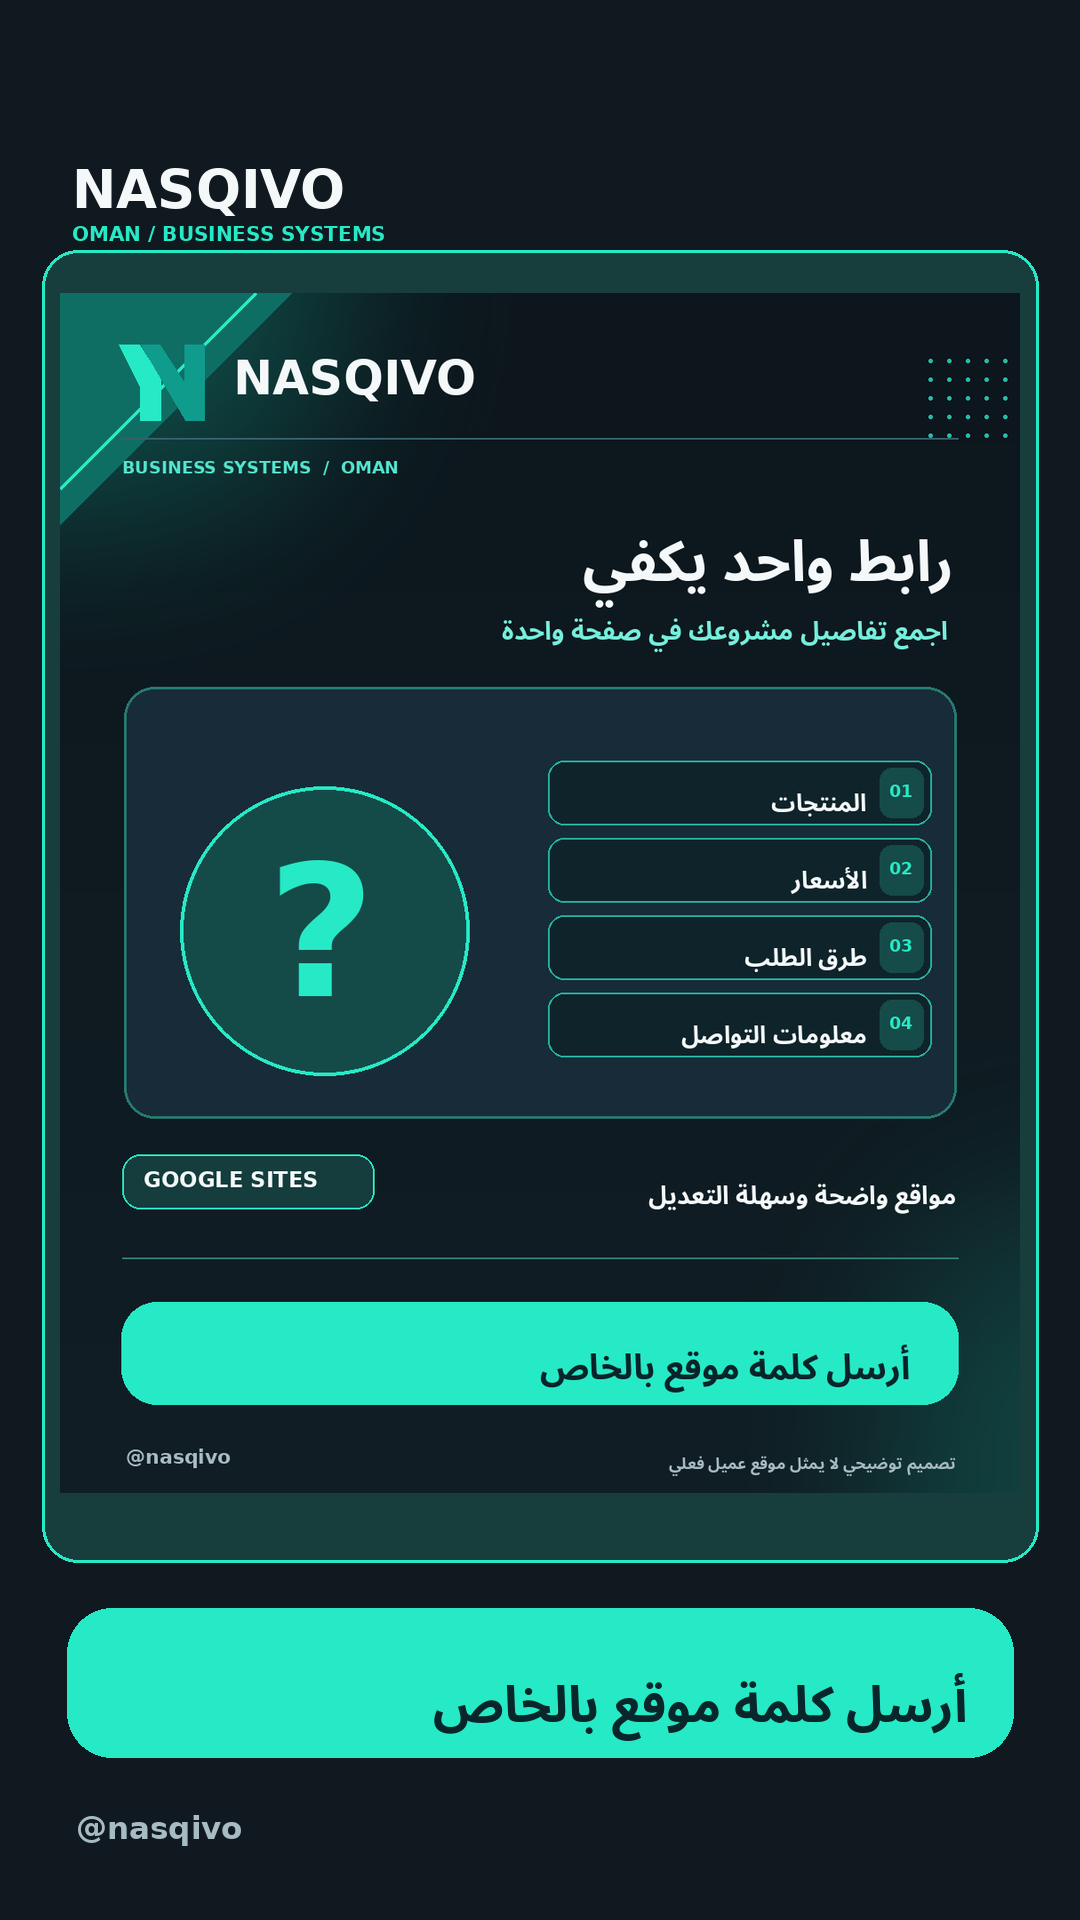 NASQIVO
OMAN / BUSINESS SYSTEMS
NASQIVO
BUSINESS SYSTEMS / OMAN
رابط واحد يكفي
اجمع تفاصيل مشروعك في صفحة واحدة
?
01 المنتجات
02 الأسعار
03 طرق الطلب
04 معلومات التواصل
مواقع واضحة وسهلة التعديل
GOOGLE SITES
أرسل كلمة موقع بالخاص
@nasqivo
تصميم توضيحي لا يمثل موقع عميل فعلي
أرسل كلمة موقع بالخاص
@nasqivo